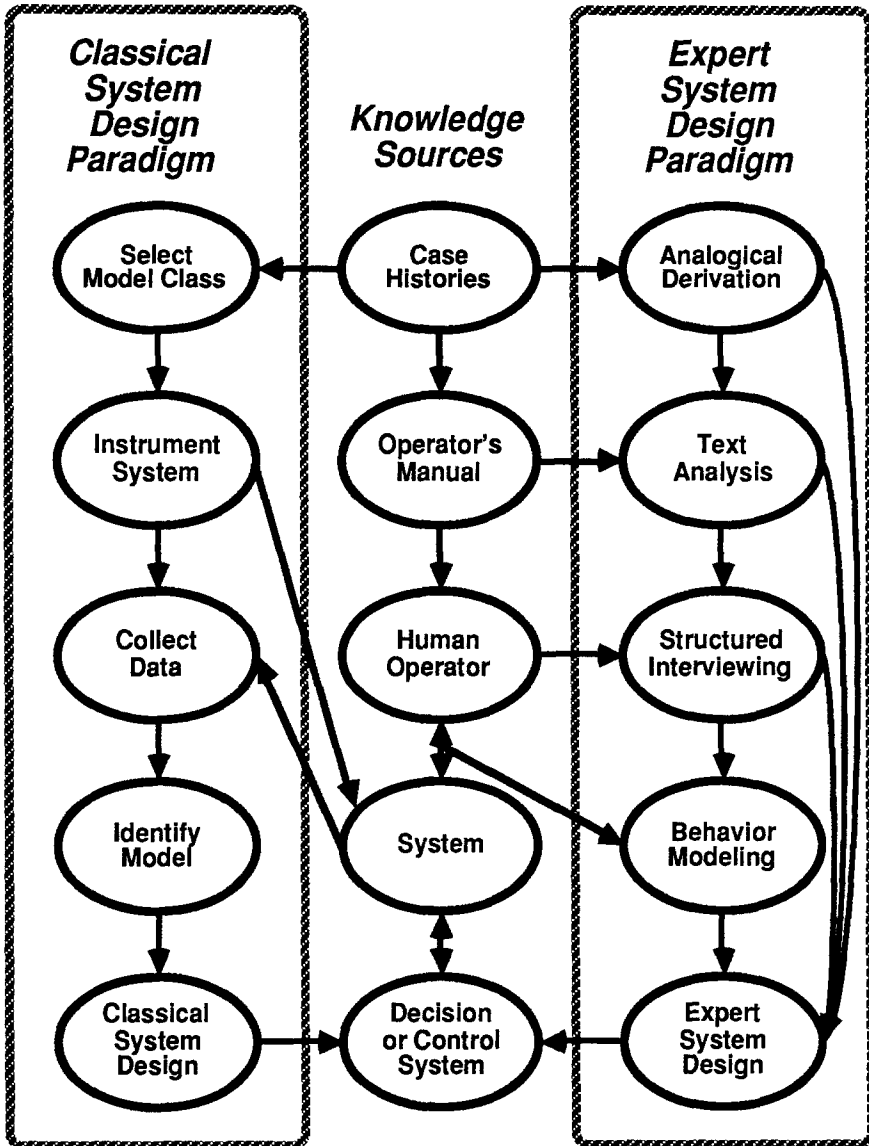 Classical
System
Design
Paradigm
Knowledge
Sources
Expert
System
Design
Paradigm
Select
Model Class
Case
Histories
Analogical
Derivation
Instrument
System
Operator's
Manual
Text
Analysis
Collect
Data
Human
Operator
Structured
Interviewing
Identify
Model
System
Behavior
Modeling
Classical
System
Design
Decision
or Control
System
Expert
System
Design